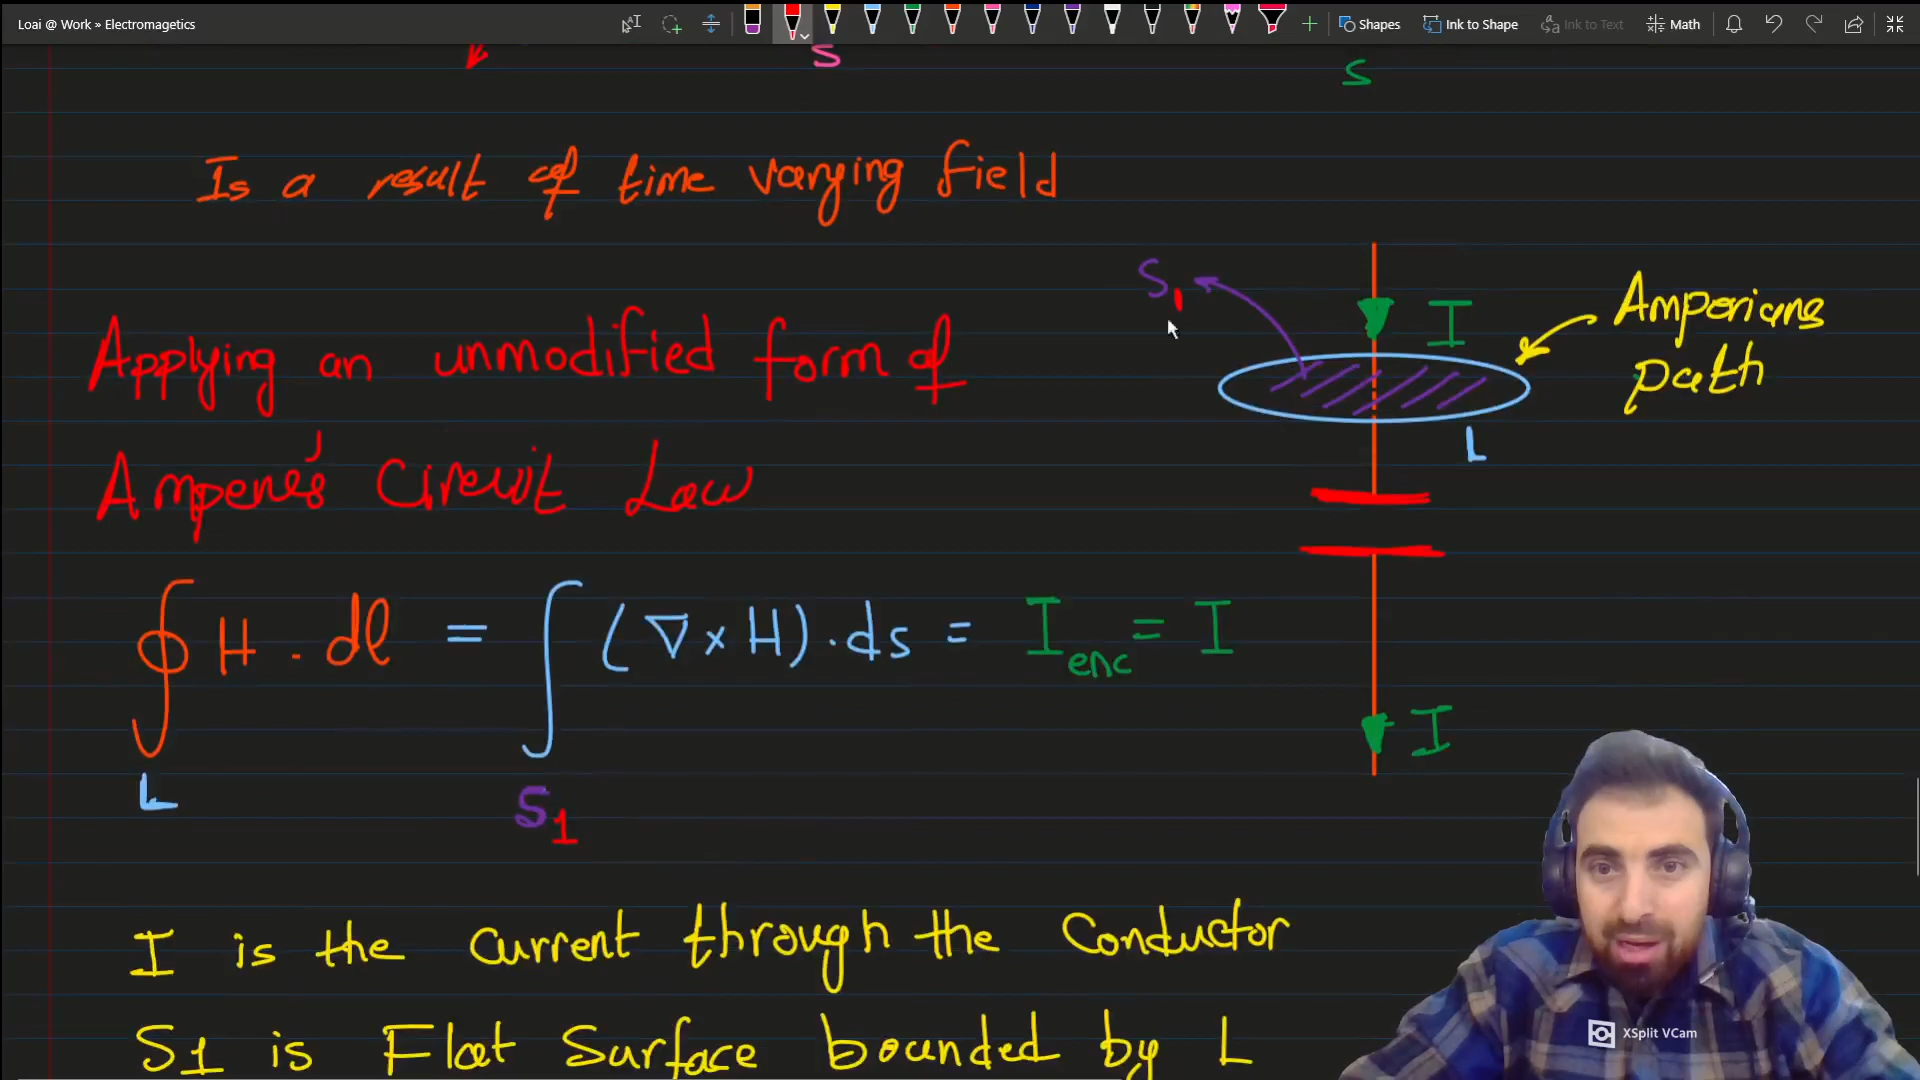 Loai @ Work » Electromagetics
Shapes
Ink to Shape
Ink to Text
Math
S
S
Is a result of time varying field
S1
I
Amperians
path
L
Applying an unmodified form of
Ampere's Circuit Law
∮ H . dl = ∫ (∇ x H) . ds = I enc = I
L
S1
I
I is the current through the Conductor
S1 is Flat Surface bounded by L
XSplit VCam